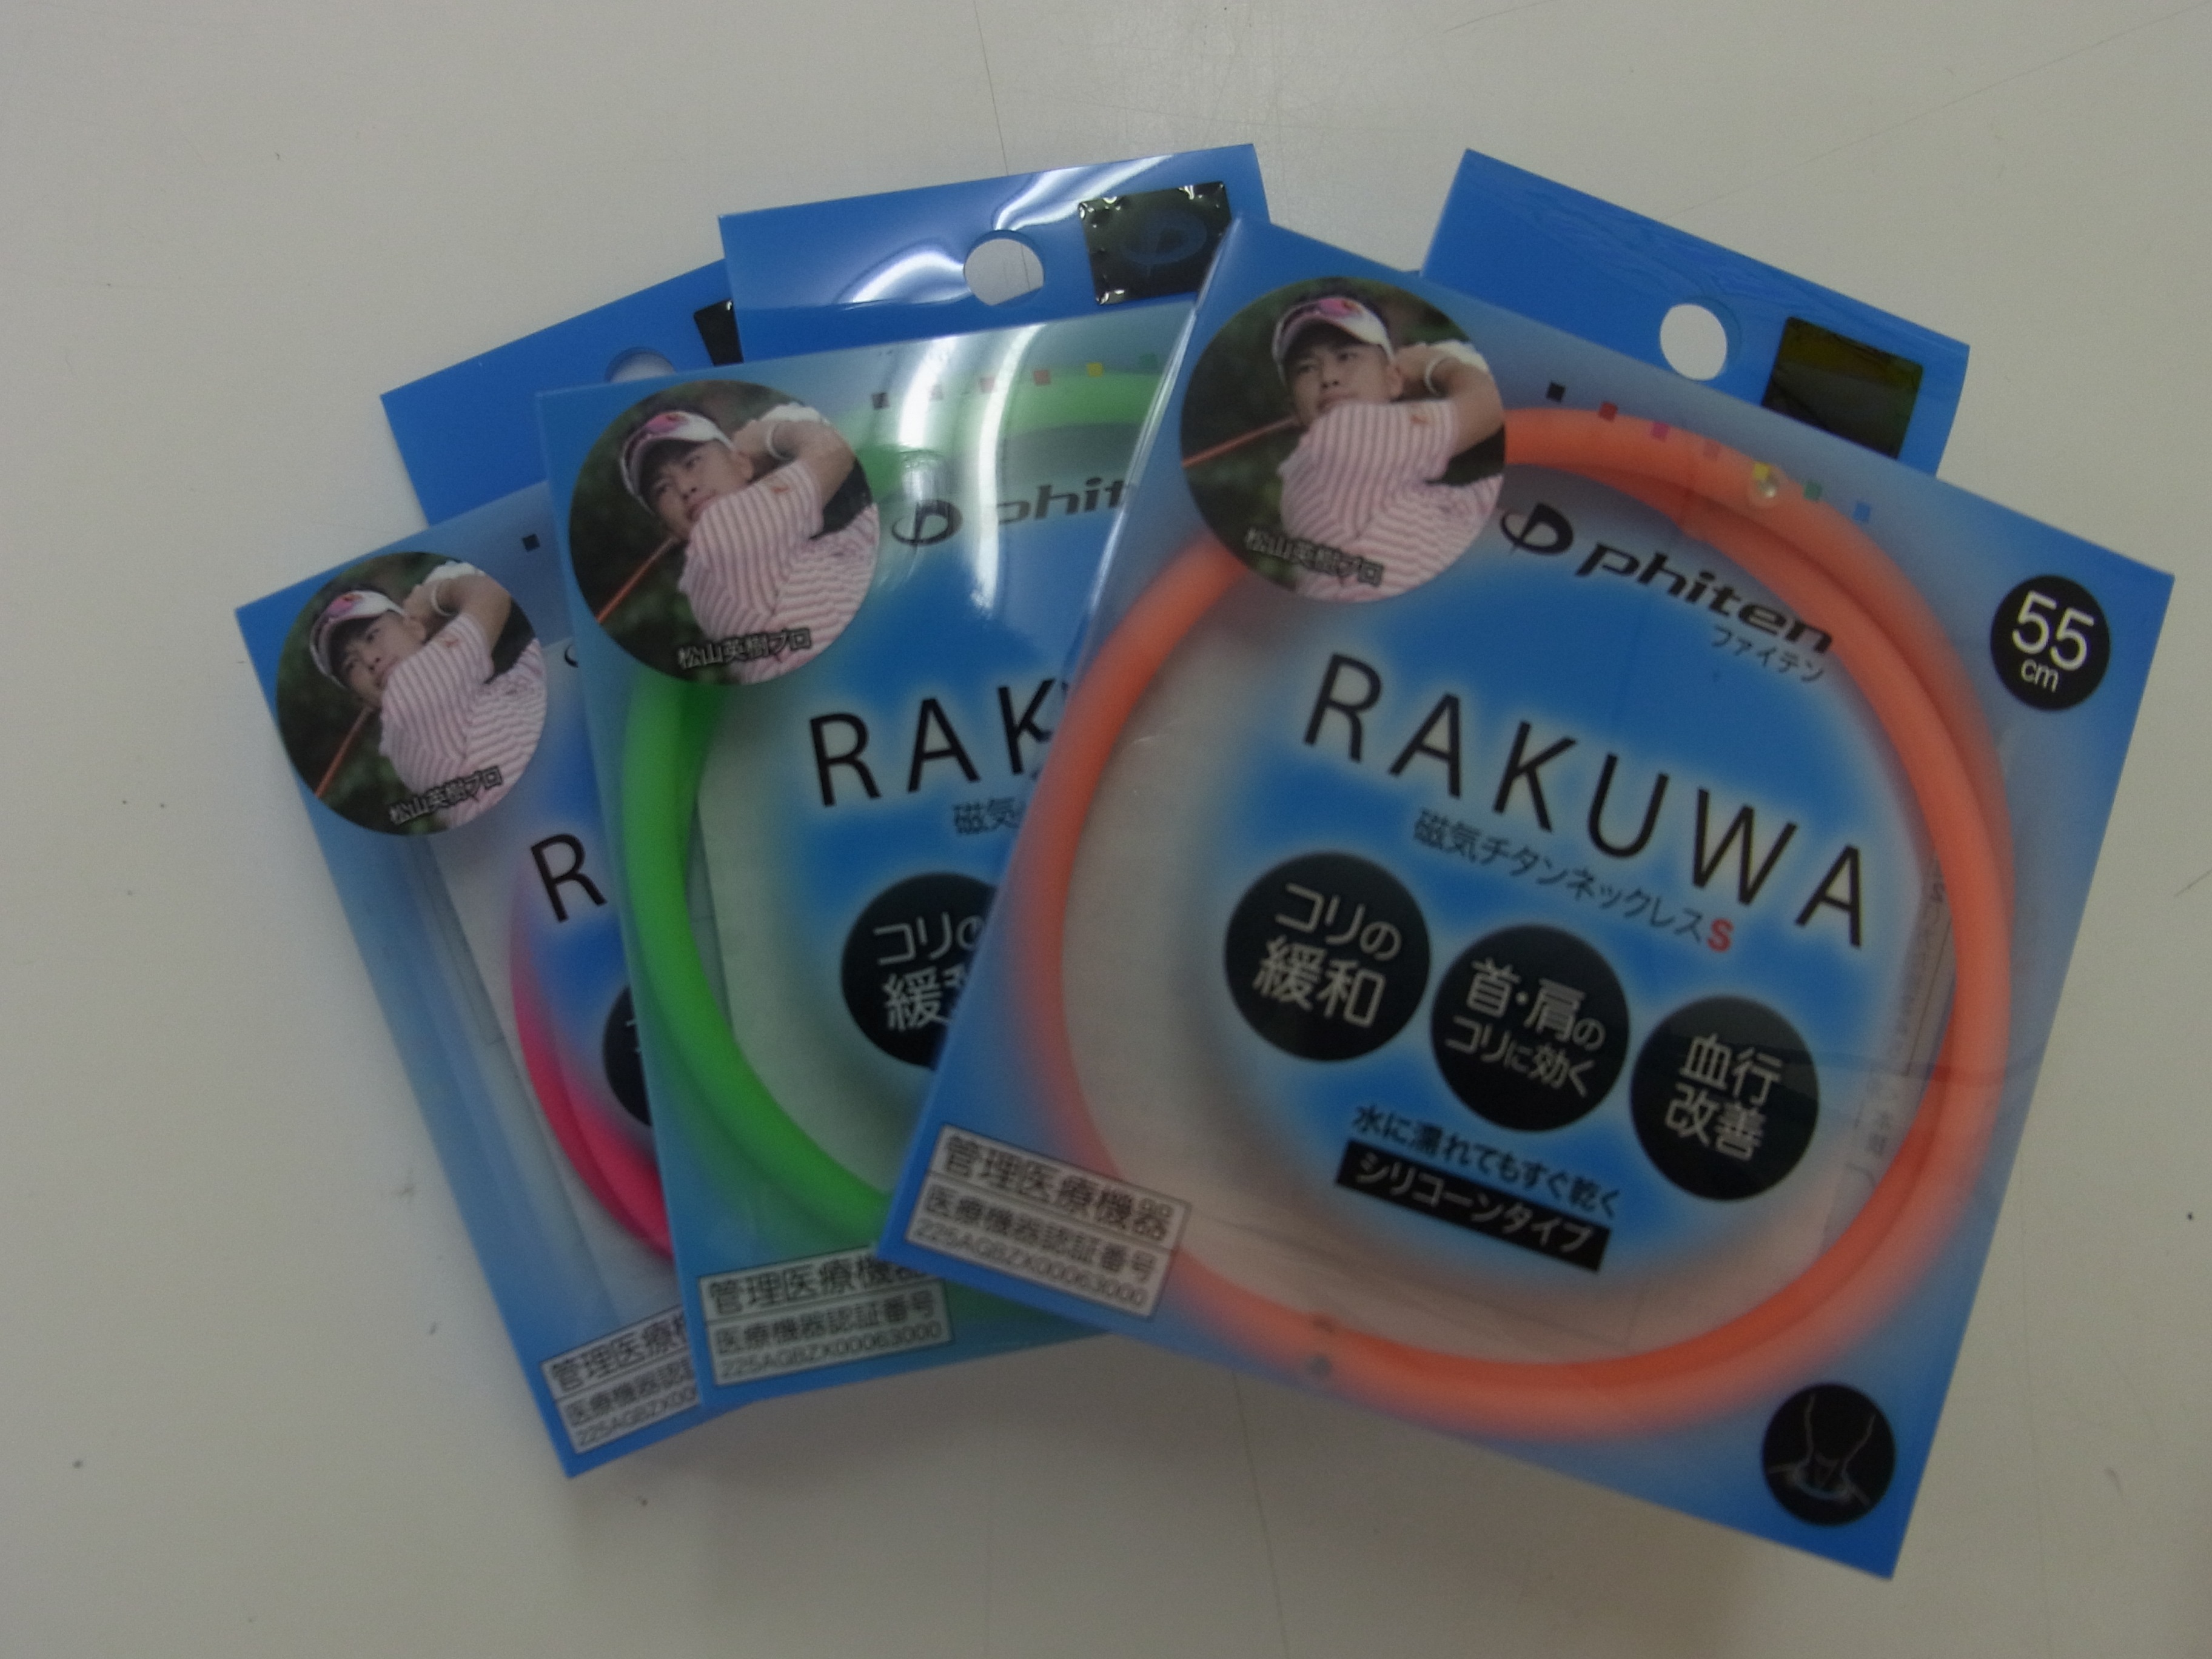 松山英樹プロ
R
管理医療機
医療機器認
225AGBZX00
松山英樹プロ
phit
RAK
磁気
コリの
緩和
管理医療機器
医療機器認証番号
225AGBZX00063000
松山英樹プロ
phiten
ファイテン
55
cm
RAKUWA
磁気チタンネックレスS
コリの
緩和
首・肩の
コリに効く
血行
改善
水に濡れてもすぐ乾く
シリコーンタイプ
管理医療機器
医療機器認証番号
225AGBZX00063000